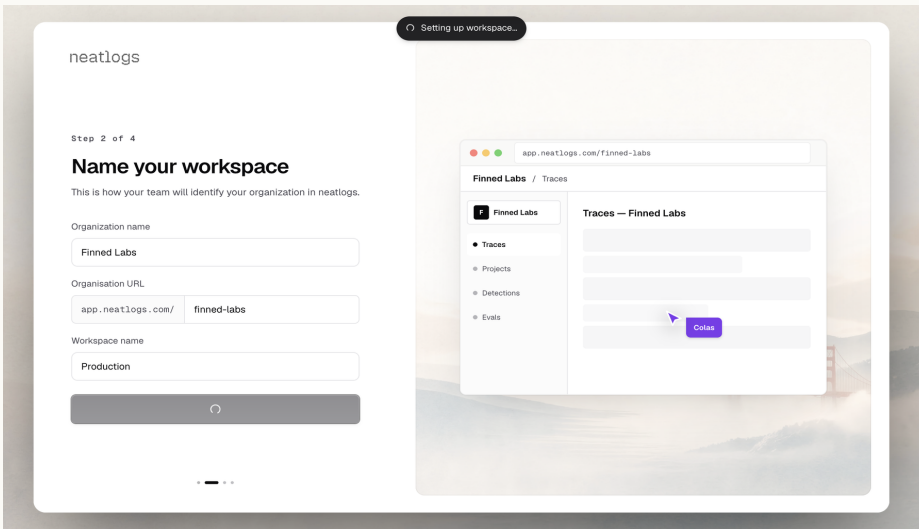 Setting up workspace...
neatlogs
Step 2 of 4
Name your workspace
This is how your team will identify your organization in neatlogs.
Organization name
Finned Labs
Organisation URL
app.neatlogs.com/ finned-labs
Workspace name
Production
app.neatlogs.com/finned-labs
Finned Labs / Traces
F Finned Labs
Traces
Projects
Detections
Evals
Traces — Finned Labs
Colas